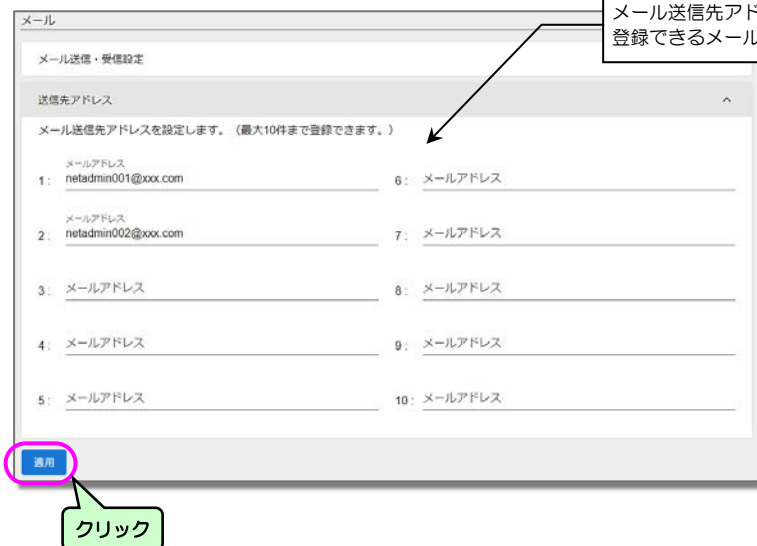 メール送信先アド
登録できるメール
メール
メール送信・受信設定
送信先アドレス
メール送信先アドレスを設定します。（最大10件まで登録できます。）
メールアドレス
1： netadmin001@xxx.com
6： メールアドレス
メールアドレス
2： netadmin002@xxx.com
7： メールアドレス
3： メールアドレス
8： メールアドレス
4： メールアドレス
9： メールアドレス
5： メールアドレス
10： メールアドレス
適用
クリック